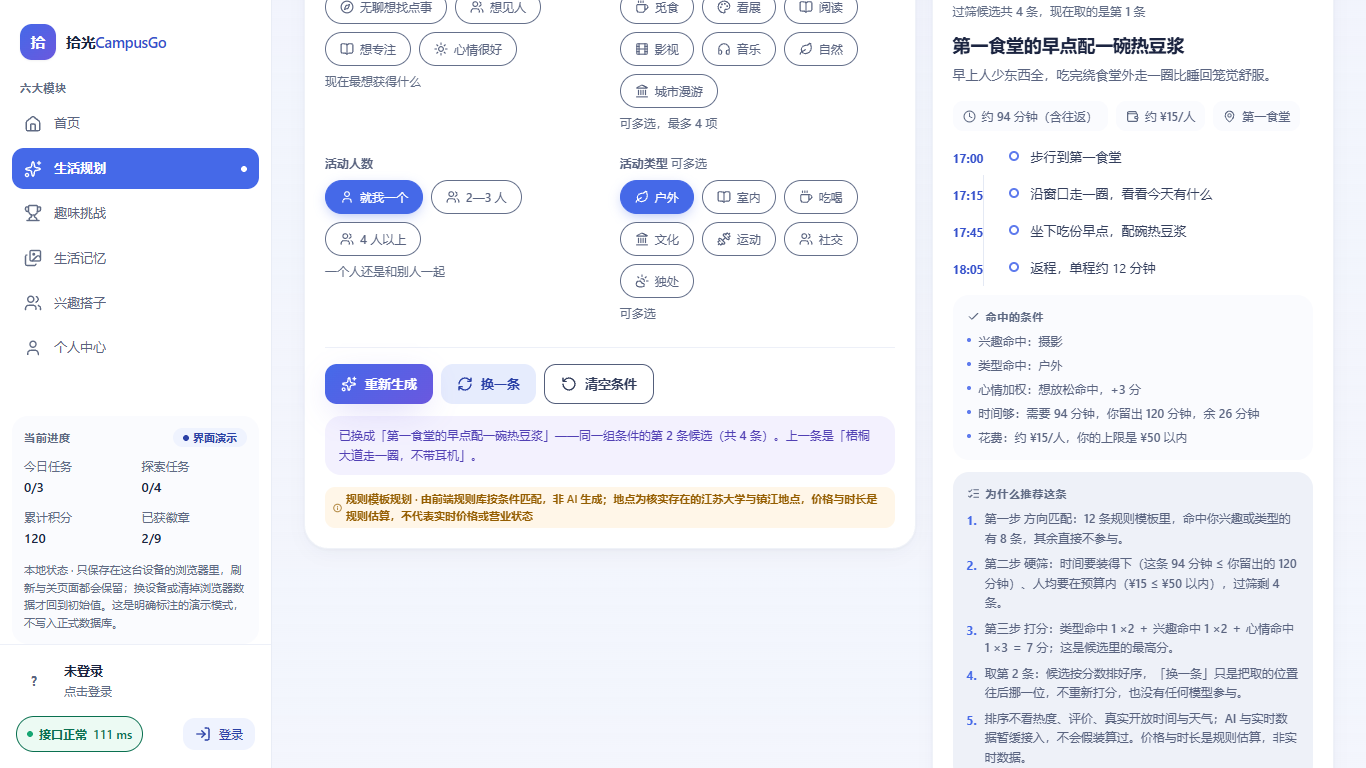 拾 拾光CampusGo
六大模块
首页
生活规划
趣味挑战
生活记忆
兴趣搭子
个人中心
当前进度 界面演示
今日任务 探索任务
0/3 0/4
累计积分 已获徽章
120 2/9
本地状态 · 只保存在这台设备的浏览器里，刷
新与关页面都会保留；换设备或清掉浏览器数
据才回到初始值。这是明确标注的演示模式，
不写入正式数据库。
? 未登录
点击登录
接口正常 111 ms 登录
无聊想找点事 想见人
想专注 心情很好
现在最想获得什么
觅食 看展 阅读
影视 音乐 自然
城市漫游
可多选，最多 4 项
活动人数
就我一个 2—3 人
4 人以上
一个人还是和别人一起
活动类型 可多选
户外 室内 吃喝
文化 运动 社交
独处
可多选
重新生成 换一条 清空条件
已换成「第一食堂的早点配一碗热豆浆」——同一组条件的第 2 条候选（共 4 条）。上一条是「梧桐
大道走一圈，不带耳机」。
规则模板规划 · 由前端规则库按条件匹配，非 AI 生成；地点为核实存在的江苏大学与镇江地点，价格与时长是
规则估算，不代表实时价格或营业状态
过筛候选共 4 条，现在取的是第 1 条
第一食堂的早点配一碗热豆浆
早上人少东西全，吃完绕食堂外走一圈比睡回笼觉舒服。
约 94 分钟（含往返） 约 ¥15/人 第一食堂
17:00 步行到第一食堂
17:15 沿窗口走一圈，看看今天有什么
17:45 坐下吃份早点，配碗热豆浆
18:05 返程，单程约 12 分钟
命中的条件
兴趣命中：摄影
类型命中：户外
心情加权：想放松命中，+3 分
时间够：需要 94 分钟，你留出 120 分钟，余 26 分钟
花费：约 ¥15/人，你的上限是 ¥50 以内
为什么推荐这条
1. 第一步 方向匹配：12 条规则模板里，命中你兴趣或类型的
有 8 条，其余直接不参与。
2. 第二步 硬筛：时间要装得下（这条 94 分钟 ≤ 你留出的 120
分钟）、人均要在预算内（¥15 ≤ ¥50 以内），过筛剩 4
条。
3. 第三步 打分：类型命中 1 ×2 + 兴趣命中 1 ×2 + 心情命中
1 ×3 = 7 分；这是候选里的最高分。
4. 取第 2 条：候选按分数排好序，「换一条」只是把取的位置
往后挪一位，不重新打分，也没有任何模型参与。
5. 排序不看热度、评价、真实开放时间与天气；AI 与实时数
据暂缓接入，不会假装算过。价格与时长是规则估算，非实
时数据。